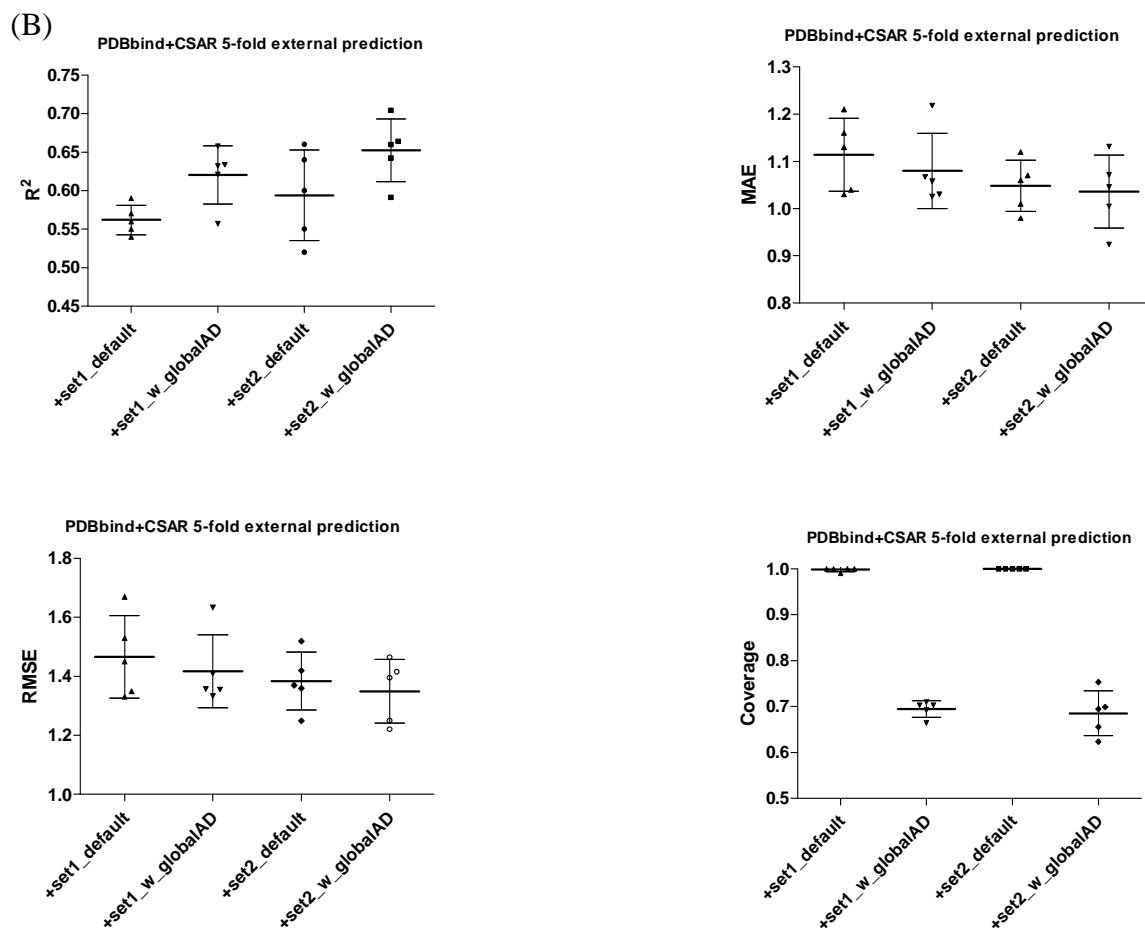 (B)
PDBbind+CSAR 5-fold external prediction
R²
0.75
0.70
0.65
0.60
0.55
0.50
0.45
+set1_default
+set1_w_globalAD
+set2_default
+set2_w_globalAD
PDBbind+CSAR 5-fold external prediction
MAE
1.3
1.2
1.1
1.0
0.9
0.8
+set1_default
+set1_w_globalAD
+set2_default
+set2_w_globalAD
PDBbind+CSAR 5-fold external prediction
RMSE
1.8
1.6
1.4
1.2
1.0
+set1_default
+set1_w_globalAD
+set2_default
+set2_w_globalAD
PDBbind+CSAR 5-fold external prediction
Coverage
1.0
0.9
0.8
0.7
0.6
0.5
+set1_default
+set1_w_globalAD
+set2_default
+set2_w_globalAD